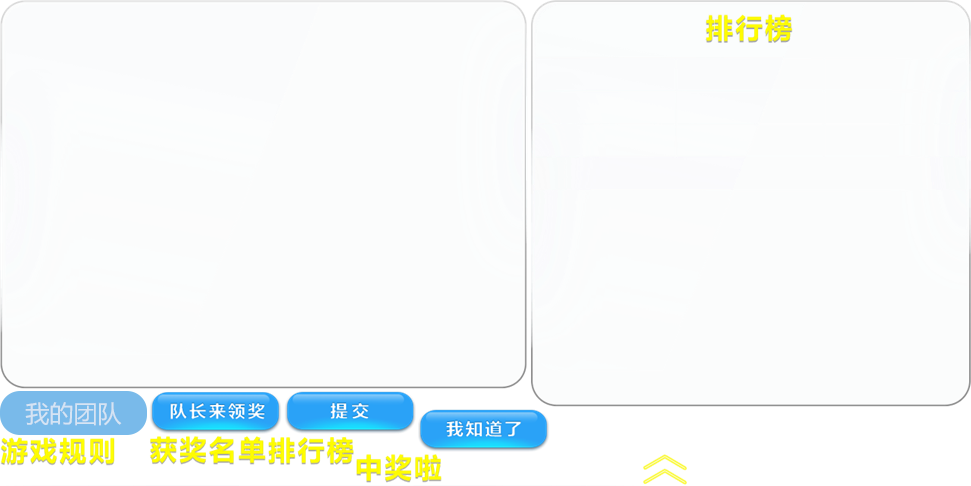 排行榜
我的团队
队长来领奖
提交
我知道了
游戏规则
获奖名单排行榜
中奖啦